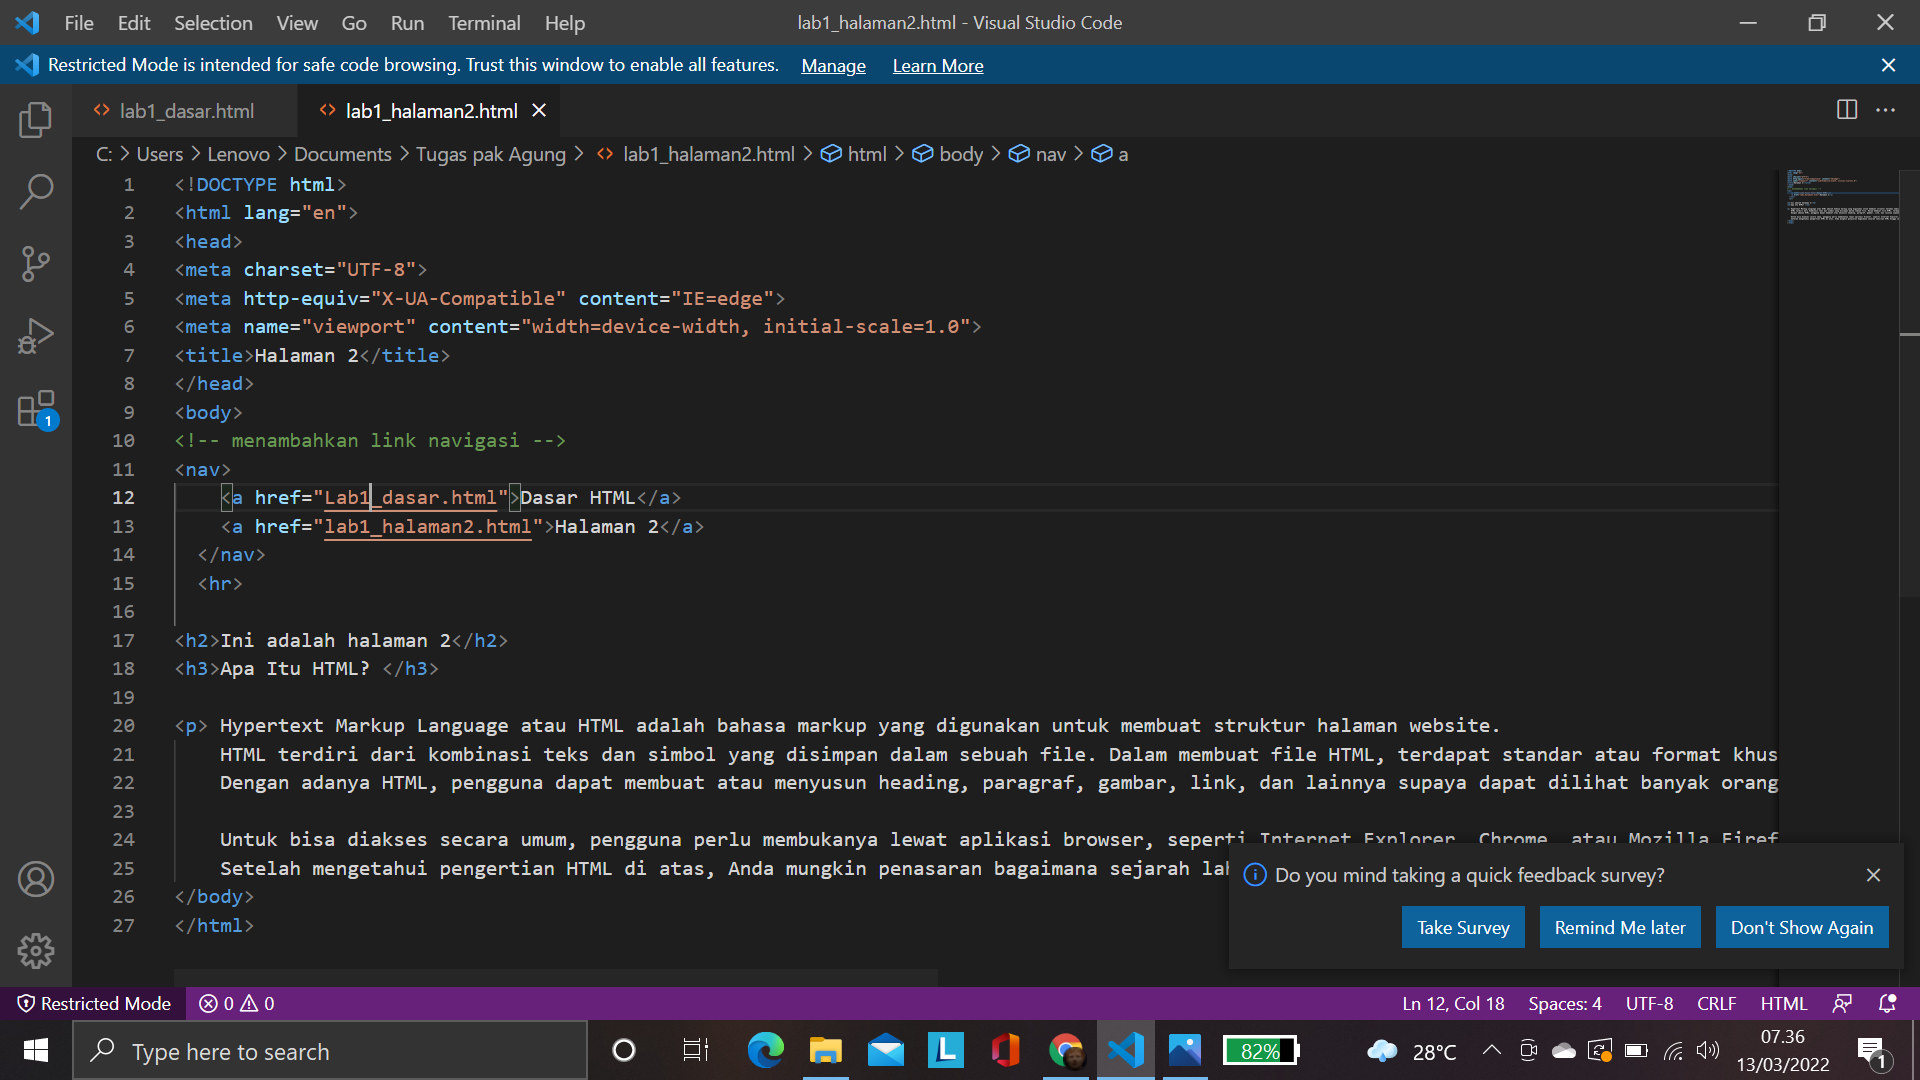 File Edit Selection View Go Run Terminal Help lab1_halaman2.html - Visual Studio Code
Restricted Mode is intended for safe code browsing. Trust this window to enable all features. Manage Learn More
lab1_dasar.html lab1_halaman2.html
C: > Users > Lenovo > Documents > Tugas pak Agung > lab1_halaman2.html > html > body > nav > a
1 <!DOCTYPE html>
2 <html lang="en">
3 <head>
4 <meta charset="UTF-8">
5 <meta http-equiv="X-UA-Compatible" content="IE=edge">
6 <meta name="viewport" content="width=device-width, initial-scale=1.0">
7 <title>Halaman 2</title>
8 </head>
9 <body>
10 <!-- menambahkan link navigasi -->
11 <nav>
12 <a href="Lab1_dasar.html">Dasar HTML</a>
13 <a href="lab1_halaman2.html">Halaman 2</a>
14 </nav>
15 <hr>
16
17 <h2>Ini adalah halaman 2</h2>
18 <h3>Apa Itu HTML? </h3>
19
20 <p> Hypertext Markup Language atau HTML adalah bahasa markup yang digunakan untuk membuat struktur halaman website.
21 HTML terdiri dari kombinasi teks dan simbol yang disimpan dalam sebuah file. Dalam membuat file HTML, terdapat standar atau format khus
22 Dengan adanya HTML, pengguna dapat membuat atau menyusun heading, paragraf, gambar, link, dan lainnya supaya dapat dilihat banyak orang
23
24 Untuk bisa diakses secara umum, pengguna perlu membukanya lewat aplikasi browser, seperti Internet Explorer, Chrome, atau Mozilla Firef
25 Setelah mengetahui pengertian HTML di atas, Anda mungkin penasaran bagaimana sejarah lah
26 </body>
27 </html>
1
Do you mind taking a quick feedback survey?
Take Survey Remind Me later Don't Show Again
Restricted Mode 0 0 Ln 12, Col 18 Spaces: 4 UTF-8 CRLF HTML
Type here to search L 82% 28°C 07.36
13/03/2022 1